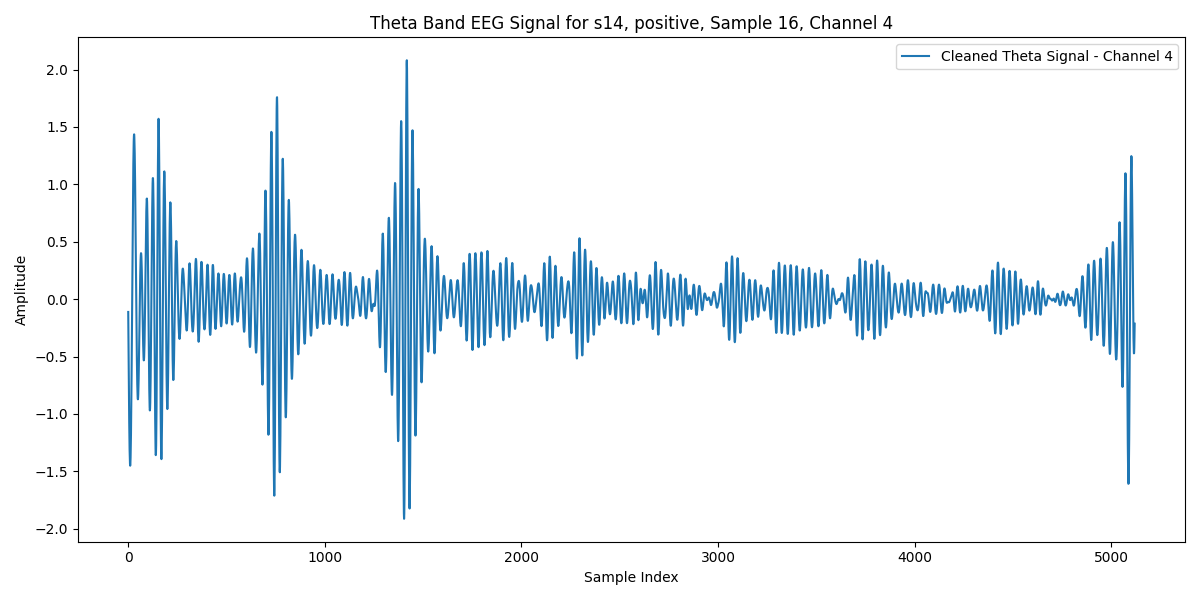 Theta Band EEG Signal for s14, positive, Sample 16, Channel 4
Cleaned Theta Signal - Channel 4
Amplitude
2.0
1.5
1.0
0.5
0.0
−0.5
−1.0
−1.5
−2.0
0 1000 2000 3000 4000 5000
Sample Index